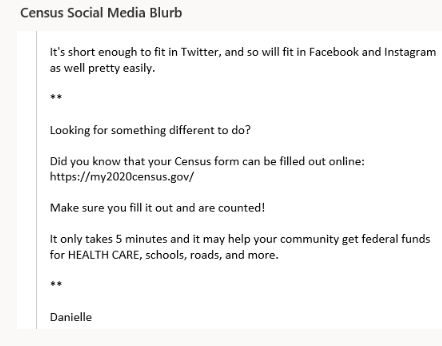 Census Social Media Blurb
It's short enough to fit in Twitter, and so will fit in Facebook and Instagram
as well pretty easily.
**
Looking for something different to do?
Did you know that your Census form can be filled out online:
https://my2020census.gov/
Make sure you fill it out and are counted!
It only takes 5 minutes and it may help your community get federal funds
for HEALTH CARE, schools, roads, and more.
**
Danielle